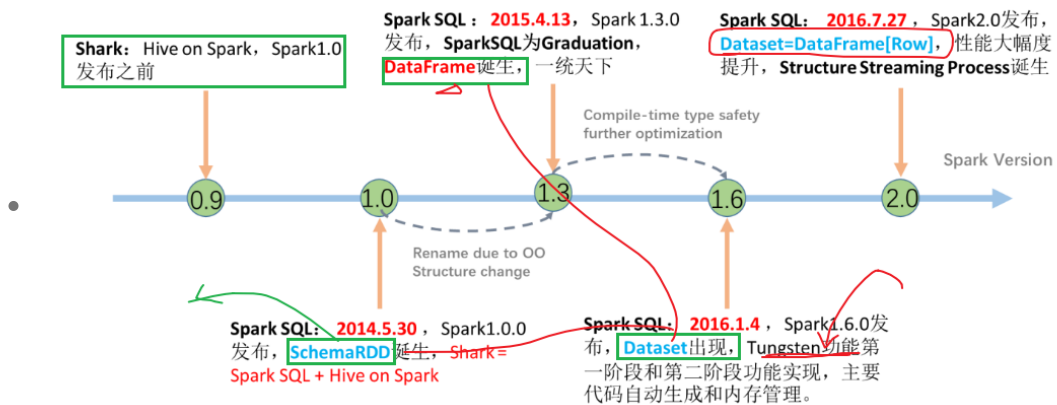 Shark：Hive on Spark，Spark1.0
发布之前
Spark SQL：2015.4.13，Spark 1.3.0
发布，SparkSQL为Graduation，
DataFrame诞生，一统天下
Spark SQL：2016.7.27，Spark2.0发布，
Dataset=DataFrame[Row]，性能大幅度
提升，Structure Streaming Process诞生
Compile-time type safety
further optimization
Spark Version
0.9
1.0
1.3
1.6
2.0
Rename due to OO
Structure change
Spark SQL：2014.5.30，Spark1.0.0
发布，SchemaRDD诞生，Shark=
Spark SQL + Hive on Spark
Spark SQL：2016.1.4，Spark1.6.0发
布，Dataset出现，Tungsten功能第
一阶段和第二阶段功能实现，主要
代码自动生成和内存管理。